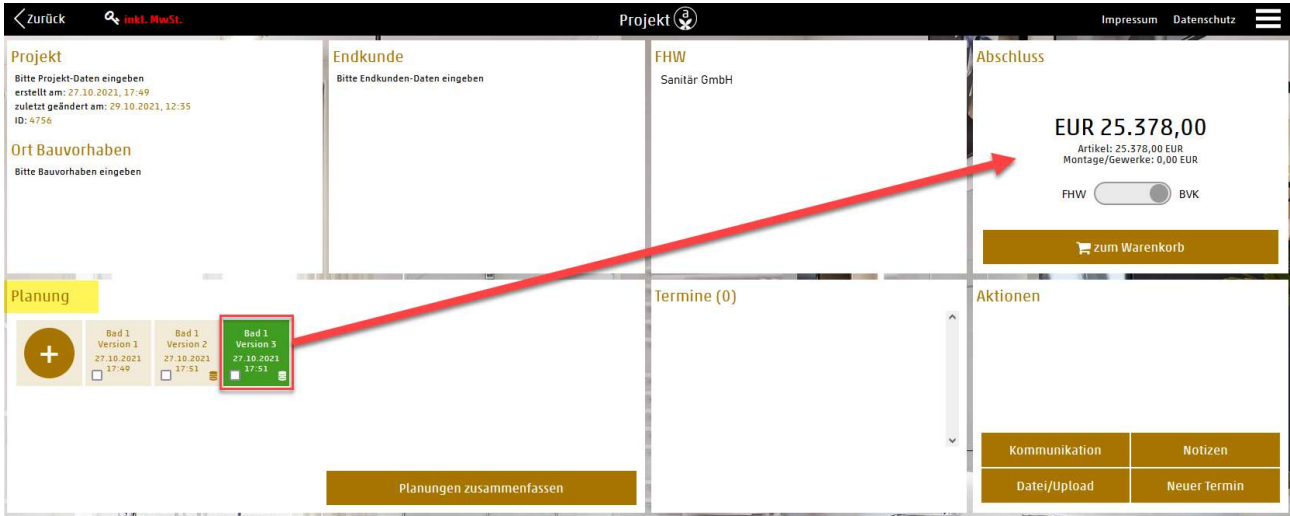 Zurück
inkl. MwSt.
Projekt
a
Impressum Datenschutz
Projekt
Bitte Projekt-Daten eingeben
erstellt am: 27.10.2021, 17:49
zuletzt geändert am: 29.10.2021, 12:35
ID: 4756
Ort Bauvorhaben
Bitte Bauvorhaben eingeben
Endkunde
Bitte Endkunden-Daten eingeben
FHW
Sanitär GmbH
Abschluss
EUR 25.378,00
Artikel: 25.378,00 EUR
Montage/Gewerke: 0,00 EUR
FHW BVK
zum Warenkorb
Planung
+
Bad 1
Version 1
27.10.2021
17:49
Bad 1
Version 2
27.10.2021
17:51
Bad 1
Version 3
27.10.2021
17:51
Planungen zusammenfassen
Termine (0)
Aktionen
Kommunikation
Notizen
Datei/Upload
Neuer Termin